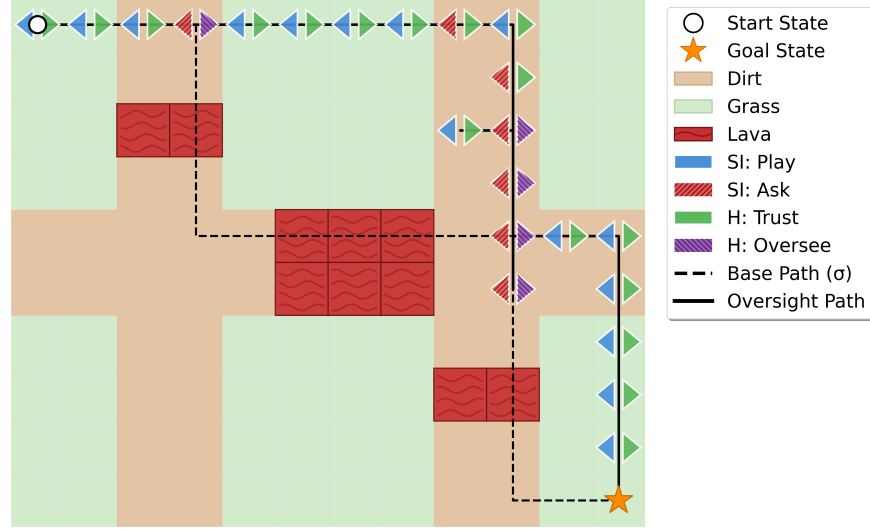 Start State
Goal State
Dirt
Grass
Lava
SI: Play
SI: Ask
H: Trust
H: Oversee
Base Path (σ)
Oversight Path